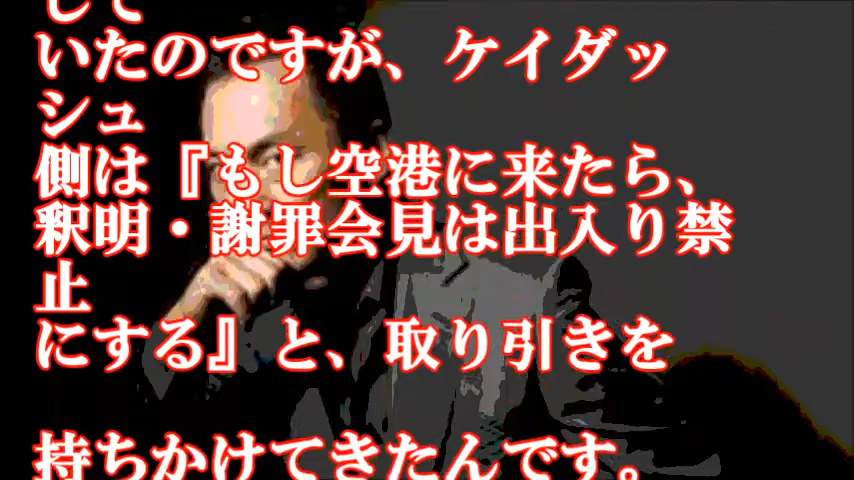 して
いたのですが、ケイダッ
シュ
側は『もし空港に来たら、
釈明・謝罪会見は出入り禁
止
にする』と、取り引きを
持ちかけてきたんです。